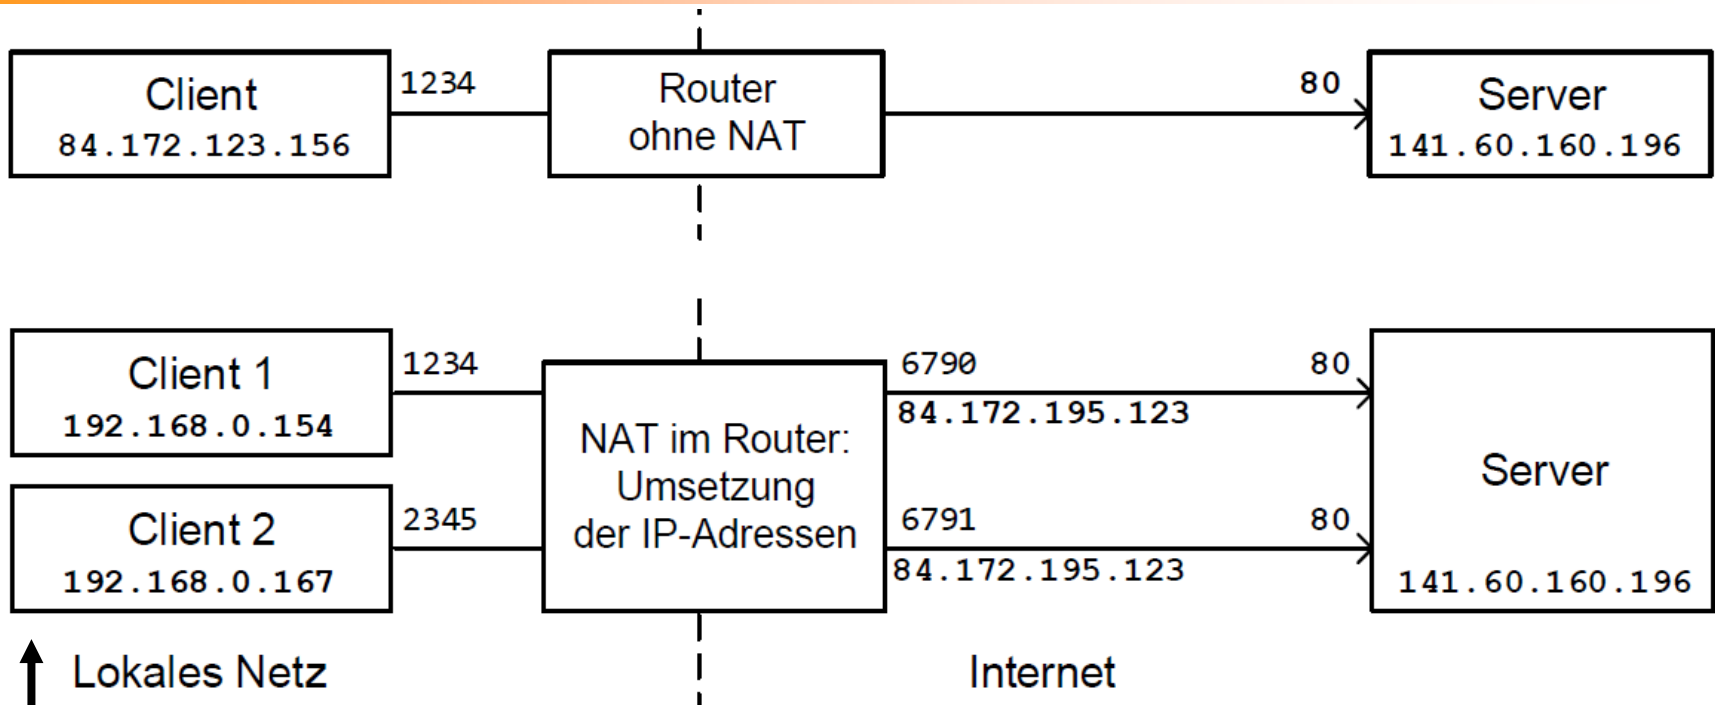 Client
84.172.123.156
1234
Router
ohne NAT
80
Server
141.60.160.196
Client 1
192.168.0.154
1234
Client 2
192.168.0.167
2345
NAT im Router:
Umsetzung
der IP-Adressen
6790
84.172.195.123
80
6791
84.172.195.123
80
Server
141.60.160.196
Lokales Netz
Internet